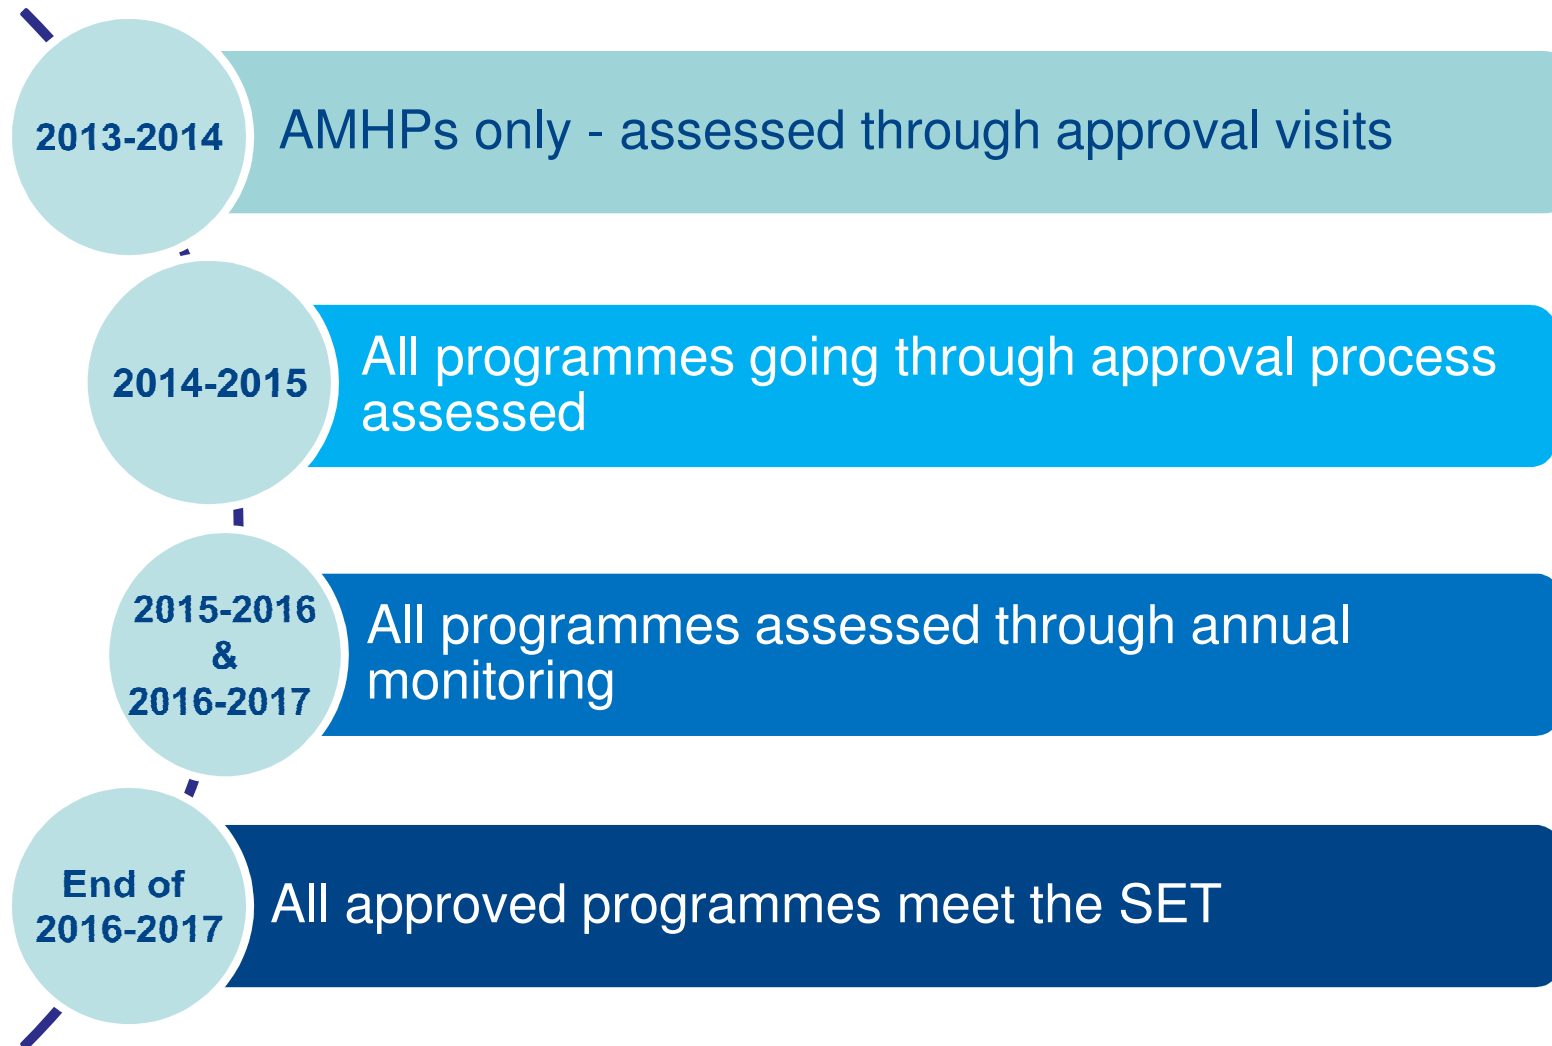 2013-2014
AMHPs only - assessed through approval visits
2014-2015
All programmes going through approval process
assessed
2015-2016
&
2016-2017
All programmes assessed through annual
monitoring
End of
2016-2017
All approved programmes meet the SET